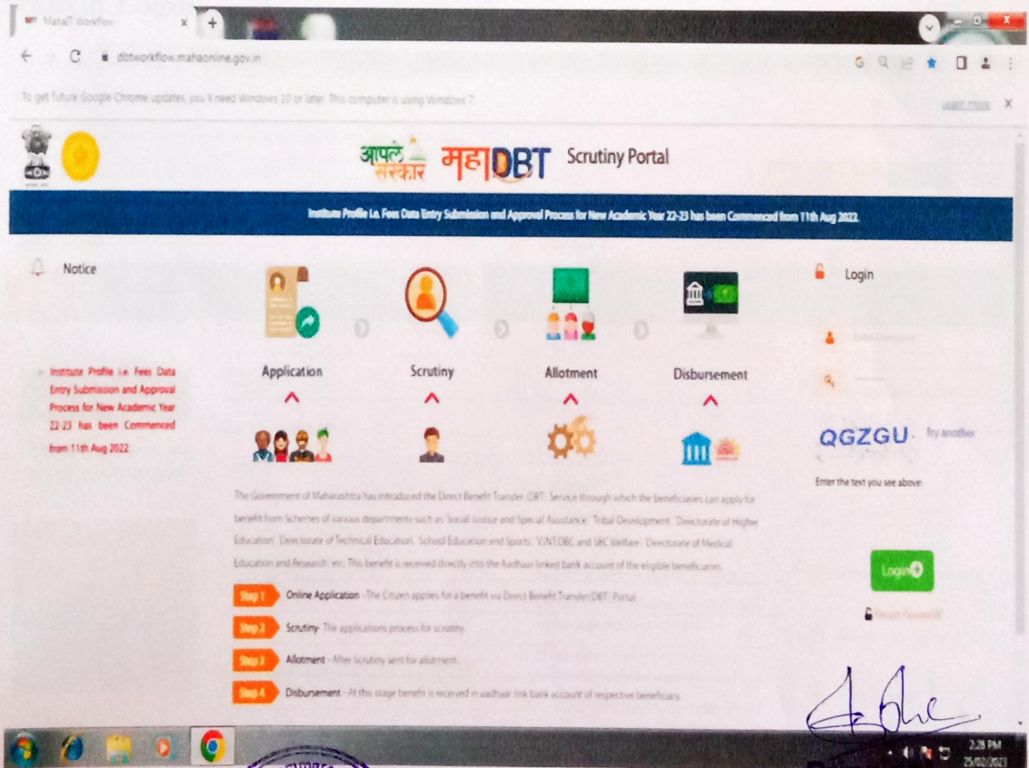 MahaIT Workflow
dbtworkflow.mahaonline.gov.in
To get future Google Chrome updates, you'll need Windows 10 or later. This computer is using Windows 7.
Learn more
आपले सरकार
महाDBT Scrutiny Portal
Institute Profile i.e. Fees Data Entry Submission and Approval Process for New Academic Year 22-23 has been Commenced from 11th Aug 2022.
Notice
Institute Profile i.e. Fees Data
Entry Submission and Approval
Process for New Academic Year
22-23 has been Commenced
from 11th Aug 2022
Application
Scrutiny
Allotment
Disbursement
The Government of Maharashtra has introduced the Direct Benefit Transfer (DBT) Service through which the beneficiaries can apply for
benefit from Schemes of various departments such as 'Social Justice and Special Assistance', 'Tribal Development', 'Directorate of Higher
Education', 'Directorate of Technical Education', 'School Education and Sports', 'VJNT,OBC and SBC Welfare', 'Directorate of Medical
Education and Research', etc. This benefit is received directly into the Aadhaar linked bank account of the eligible beneficiaries.
Step 1 Online Application - The Citizen applies for a benefit via Direct Benefit Transfer(DBT) Portal.
Step 2 Scrutiny- The applications process for scrutiny.
Step 3 Allotment - After Scrutiny sent for allotment.
Step 4 Disbursement - At this stage benefit is received in aadhaar link bank account of respective beneficiary.
Login
Enter Username
QGZGU
Try another
Enter the text you see above
Login
Forgot Password?
2:28 PM
25/02/2023